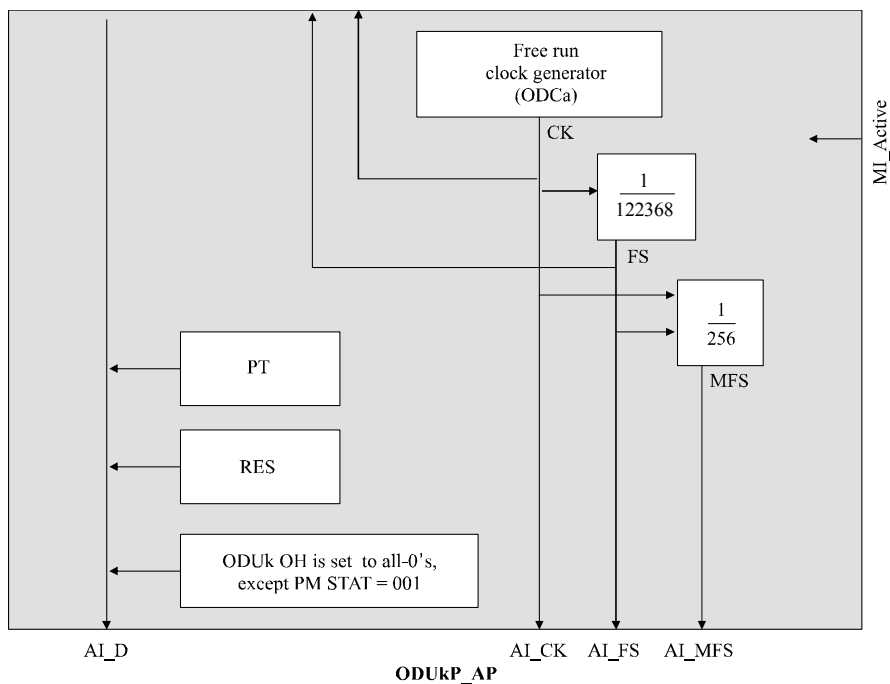 Free run
clock generator
(ODCa)
CK
MI_Active
1
122368
FS
1
256
MFS
PT
RES
ODUk OH is set to all-0's,
except PM STAT = 001
AI_D
AI_CK
AI_FS
AI_MFS
ODUkP_AP